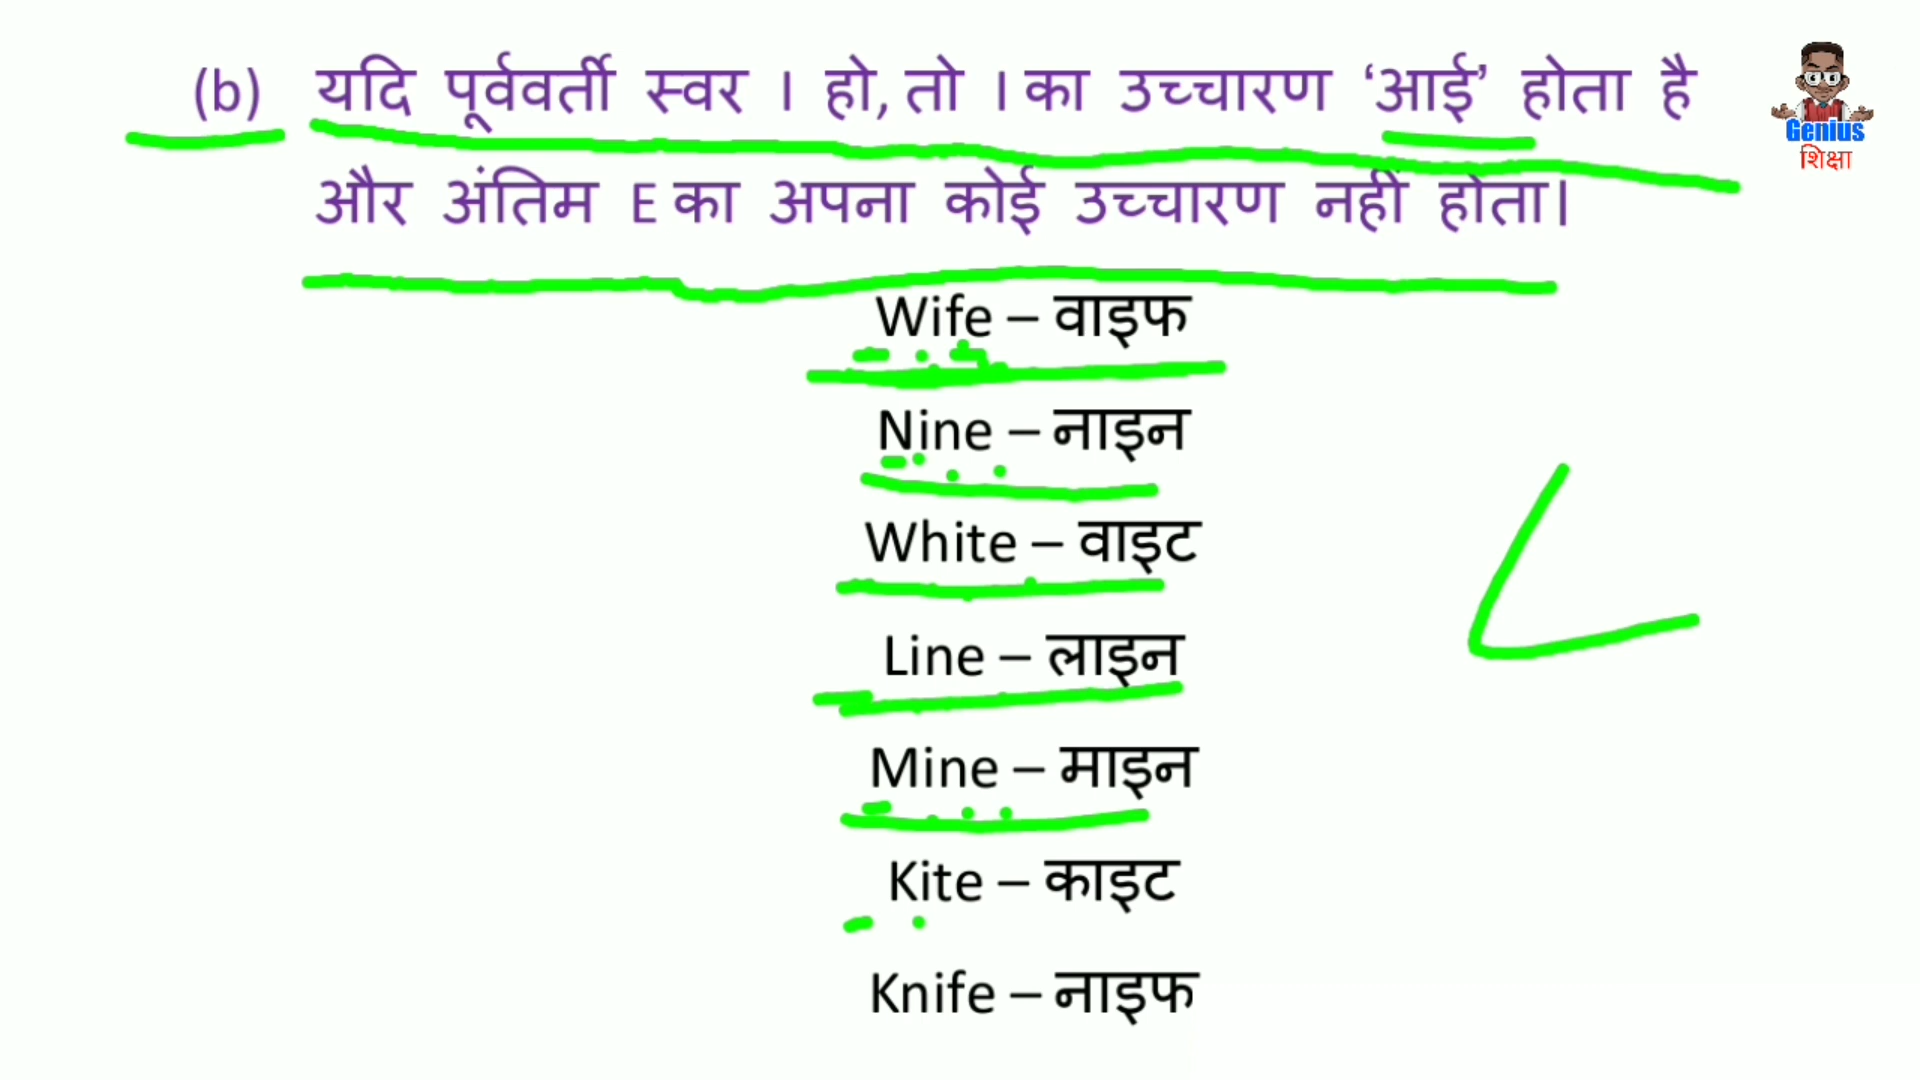 (b) यदि पूर्ववर्ती स्वर I हो, तो I का उच्चारण ‘आई’ होता है
और अंतिम E का अपना कोई उच्चारण नहीं होता।
Genius
शिक्षा
Wife – वाइफ
Nine – नाइन
White – वाइट
Line – लाइन
Mine – माइन
Kite – काइट
Knife – नाइफ